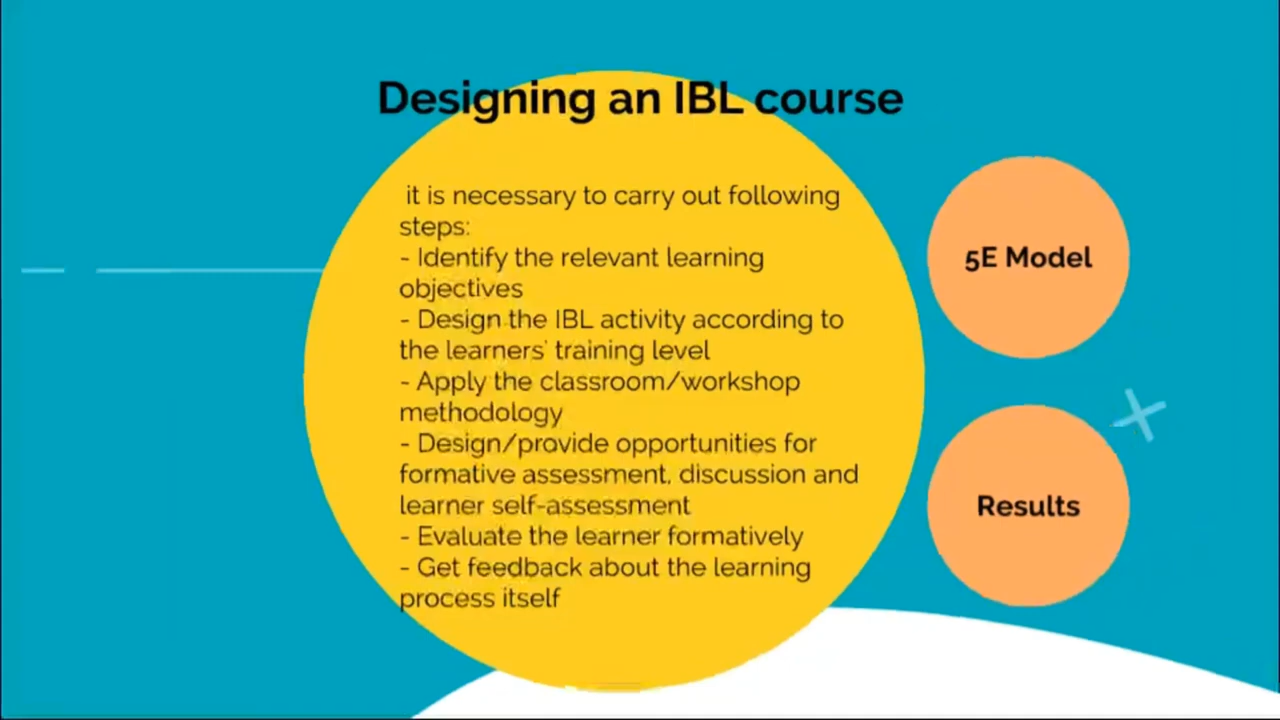 Designing an IBL course
it is necessary to carry out following
steps:
- Identify the relevant learning
objectives
- Design the IBL activity according to
the learners' training level
- Apply the classroom/workshop
methodology
- Design/provide opportunities for
formative assessment, discussion and
learner self-assessment
- Evaluate the learner formatively
- Get feedback about the learning
process itself
5E Model
Results